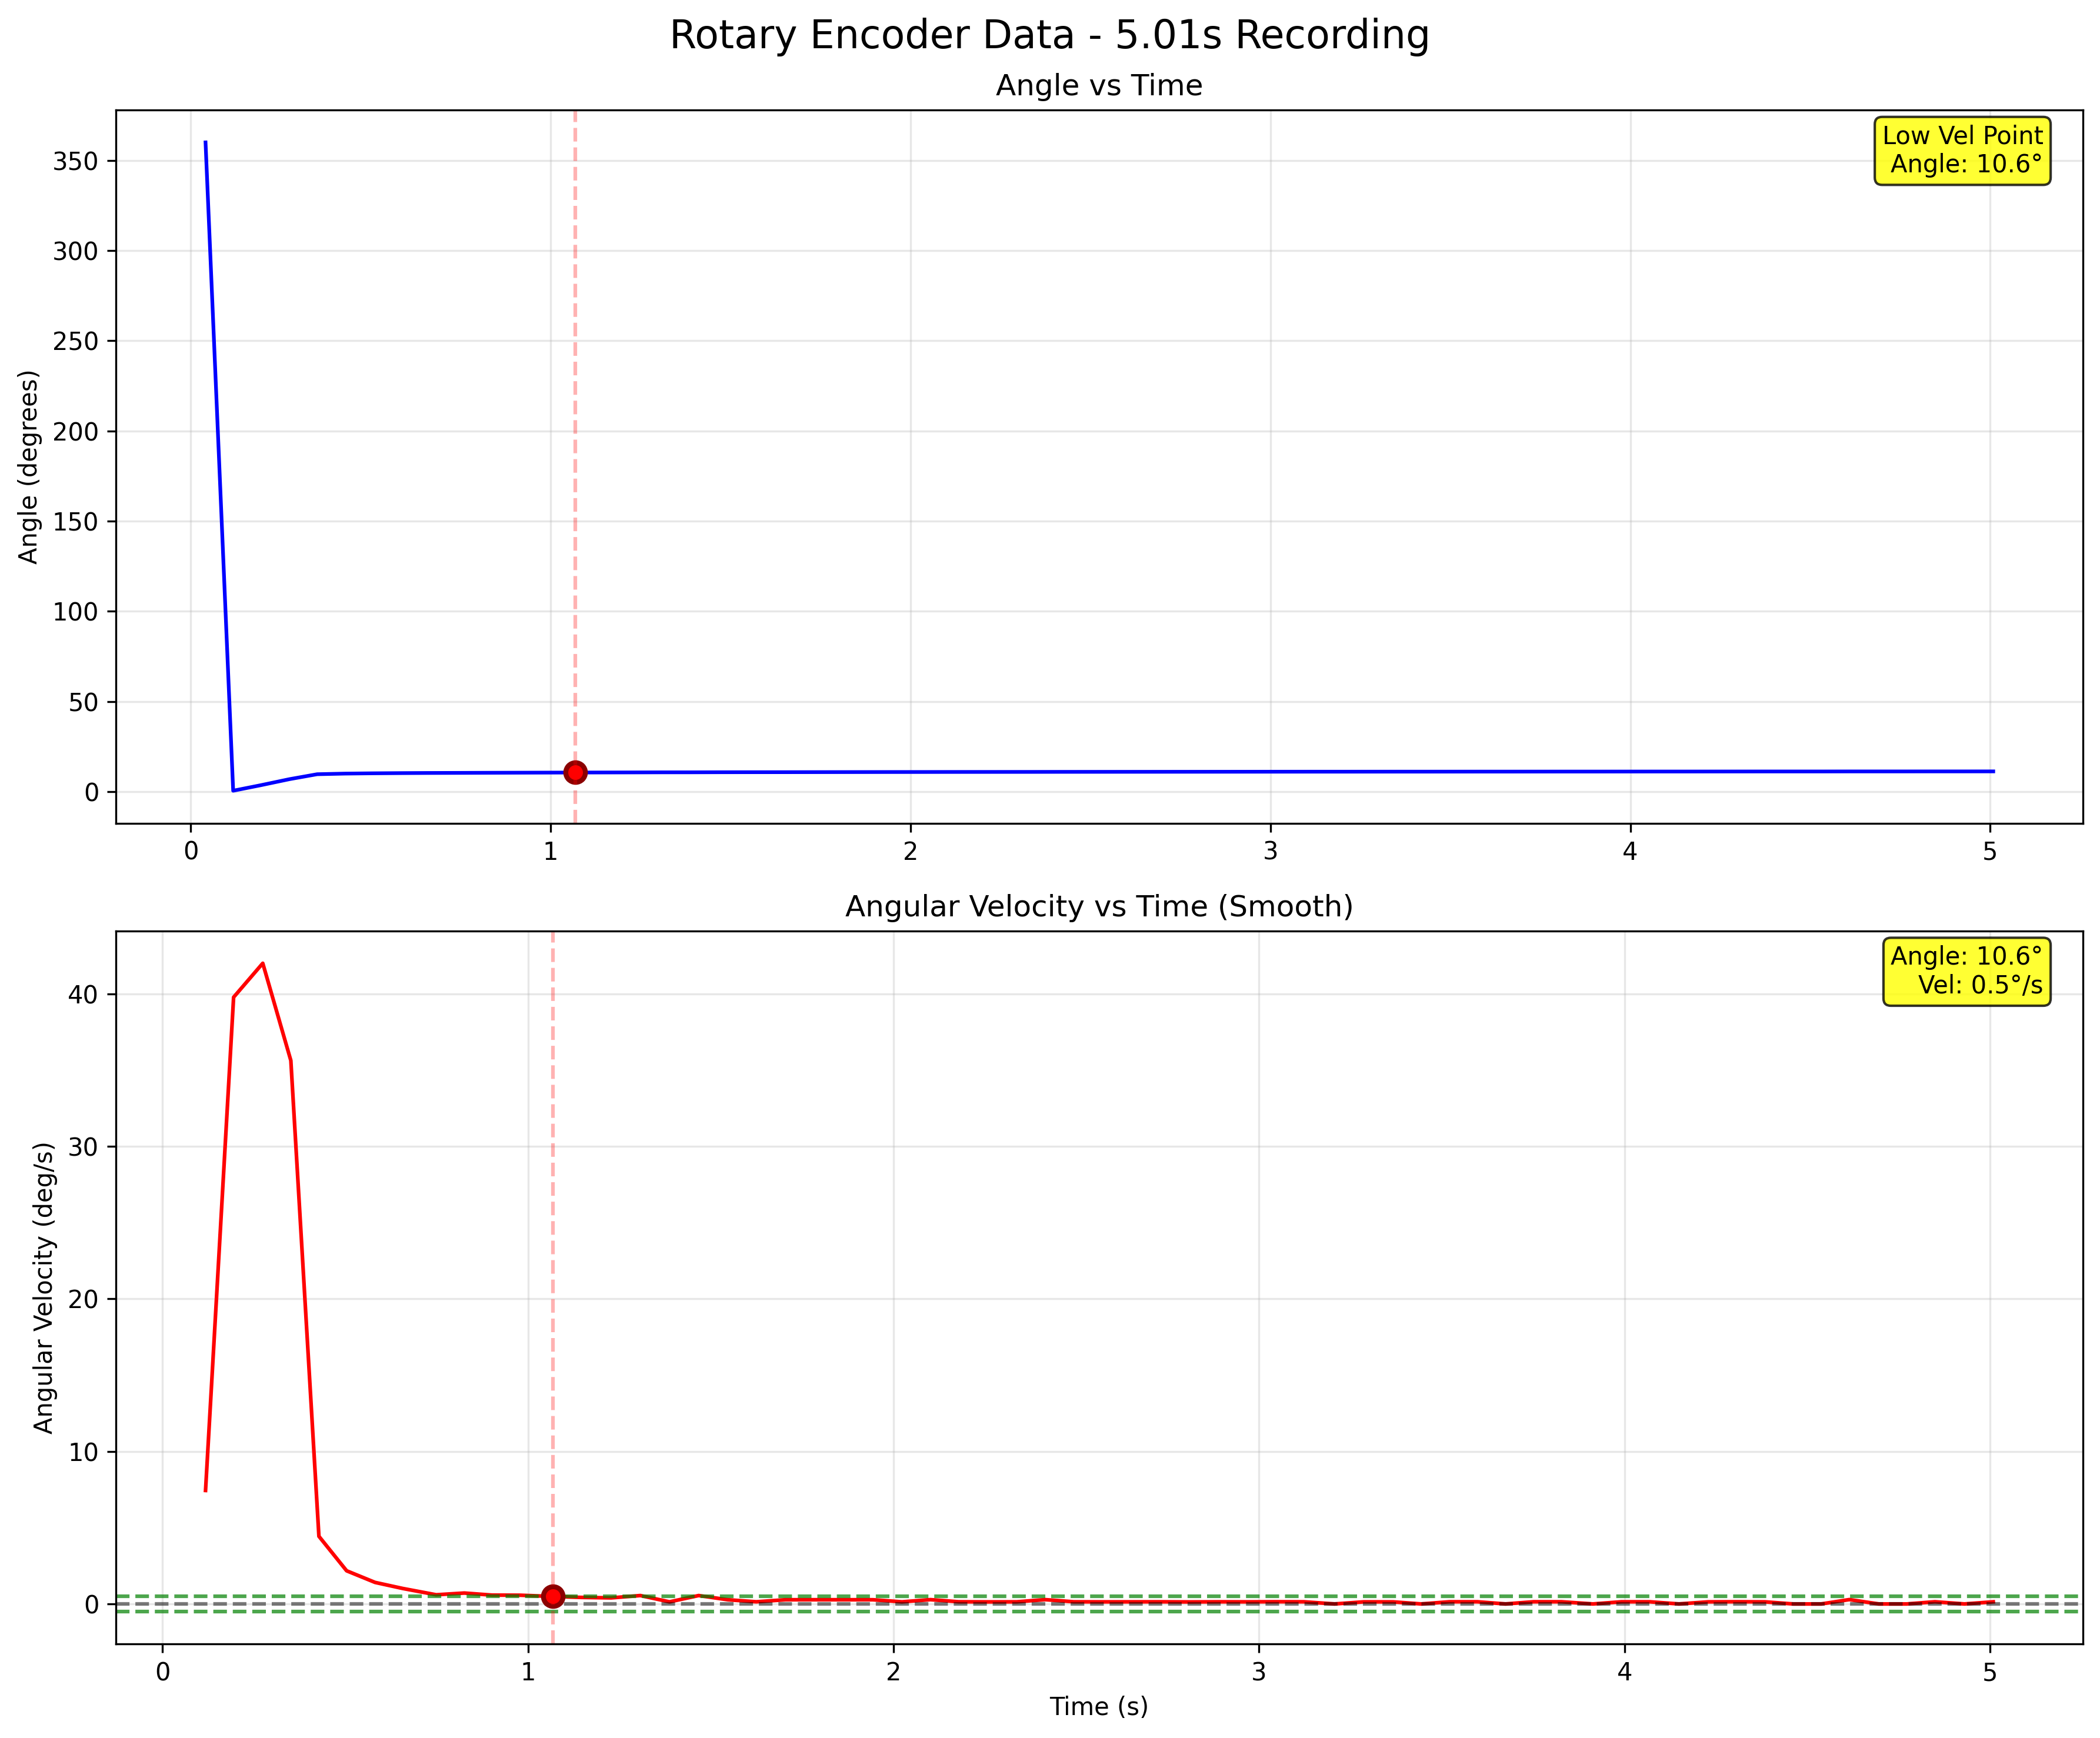 Rotary Encoder Data - 5.01s Recording
Angle vs Time
Low Vel Point
Angle: 10.6°
Angle (degrees)
350
300
250
200
150
100
50
0
0 1 2 3 4 5
Angular Velocity vs Time (Smooth)
Angle: 10.6°
Vel: 0.5°/s
Angular Velocity (deg/s)
40
30
20
10
0
0 1 2 3 4 5
Time (s)